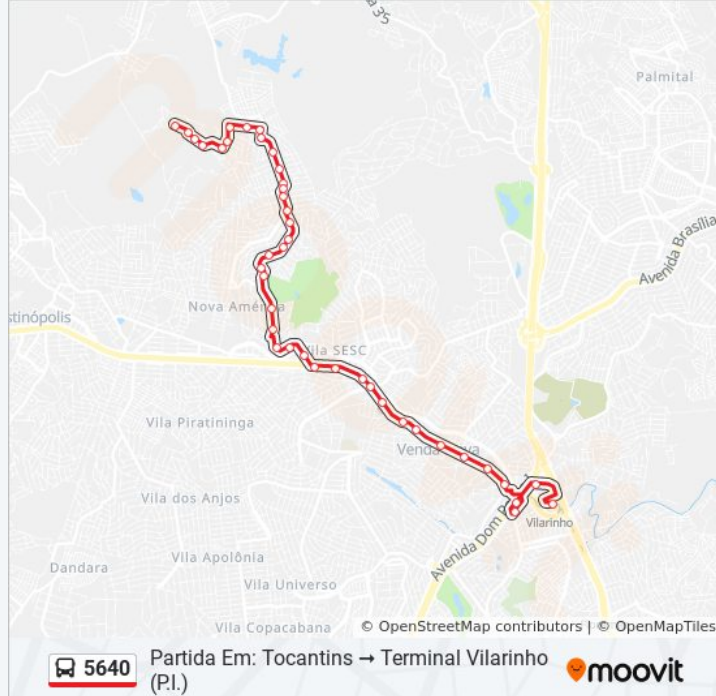 a 35
Palmital
Avenida Brasília
Nova América
stinópolis
Vila SESC
Vila Piratininga
Venda Nova
Vila dos Anjos
Vilarinho
Avenida Dom P
Vila Apolônia
Dandara
Vila Universo
Vila Copacabana
© OpenStreetMap contributors | © OpenMapTiles
5640
Partida Em: Tocantins → Terminal Vilarinho
(P.I.)
moovit